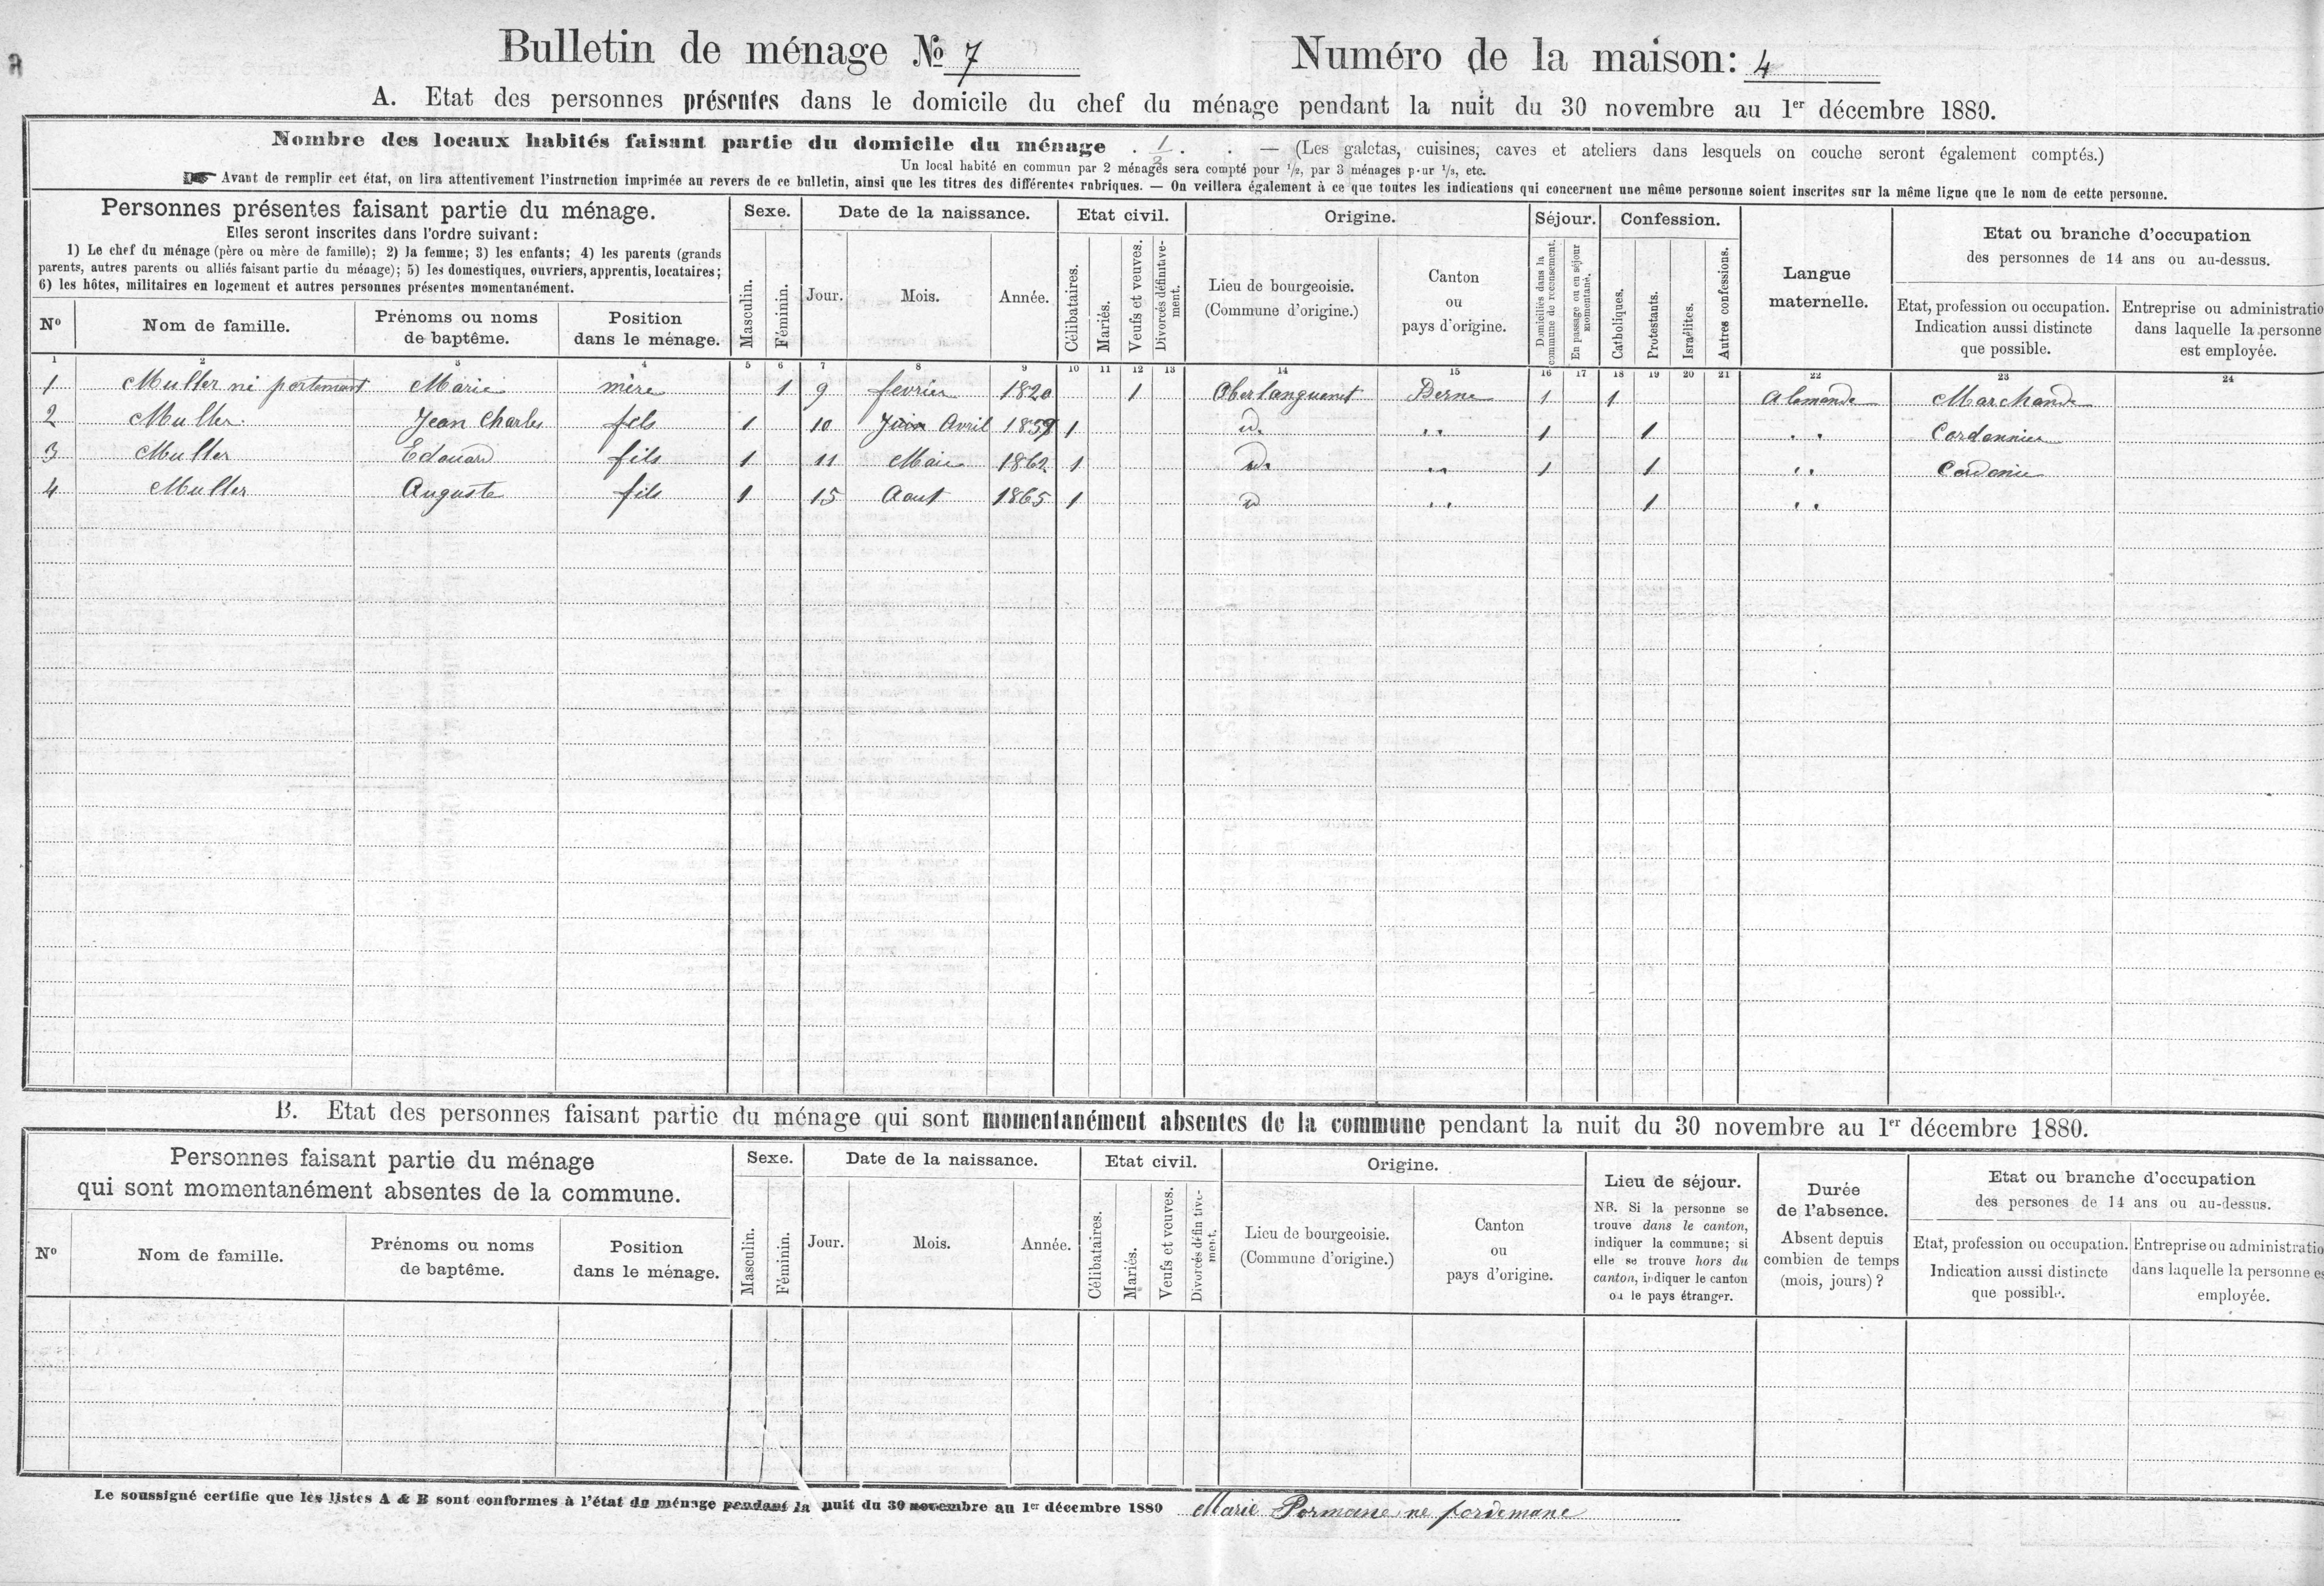 Bulletin de ménage № 7
Numéro de la maison: 4
A. Etat des personnes présentes dans le domicile du chef du ménage pendant la nuit du 30 novembre au 1er décembre 1880.
Nombre des locaux habités faisant partie du domicile du ménage . 1/2 . . — (Les galetas, cuisines, caves et ateliers dans lesquels on couche seront également comptés.)
Un local habité en commun par 2 ménages sera compté pour 1/2, par 3 ménages pour 1/3, etc.
☛ Avant de remplir cet état, on lira attentivement l'instruction imprimée au revers de ce bulletin, ainsi que les titres des différentes rubriques. — On veillera également à ce que toutes les indications qui concernent une même personne soient inscrites sur la même ligne que le nom de cette personne.
Personnes présentes faisant partie du ménage.
Elles seront inscrites dans l'ordre suivant:
1) Le chef du ménage (père ou mère de famille); 2) la femme; 3) les enfants; 4) les parents (grands
parents, autres parents ou alliés faisant partie du ménage); 5) les domestiques, ouvriers, apprentis, locataires;
6) les hôtes, militaires en logement et autres personnes présentes momentanément.
Nº
Nom de famille.
Prénoms ou noms
de baptême.
Position
dans le ménage.
Sexe.
Masculin.
Féminin.
Date de la naissance.
Jour.
Mois.
Année.
Etat civil.
Célibataires.
Mariés.
Veufs et veuves.
Divorcés définitive-
ment.
Origine.
Lieu de bourgeoisie.
(Commune d'origine.)
Canton
ou
pays d'origine.
Séjour.
Domiciliés dans la
commune de recensement.
En passage ou en séjour
momentané.
Confession.
Catholiques.
Protestants.
Israélites.
Autres confessions.
Langue
maternelle.
Etat ou branche d'occupation
des personnes de 14 ans ou au-dessus.
Etat, profession ou occupation.
Indication aussi distincte
que possible.
Entreprise ou administratio
dans laquelle la personne
est employée.
1 2 3 4 5 6 7 8 9 10 11 12 13 14 15 16 17 18 19 20 21 22 23 24
1 Muller né portemant Marie mère 1 9 fevrier 1820 1 Oberlanguenet Berne 1 1 Alemande Marchande
2 Muller Jean Charles fels 1 10 Juin Avril 1859 1 id. " 1 1 " Cordonnier
3 Muller Edouard fils 1 11 Maie 1862 1 id. " 1 1 " Cordonie
4 Muller Auguste fils 1 15 Aout 1865 1 id " 1 "
B. Etat des personnes faisant partie du ménage qui sont momentanément absentes de la commune pendant la nuit du 30 novembre au 1er décembre 1880.
Personnes faisant partie du ménage
qui sont momentanément absentes de la commune.
Nº
Nom de famille.
Prénoms ou noms
de baptême.
Position
dans le ménage.
Sexe.
Masculin.
Féminin.
Date de la naissance.
Jour.
Mois.
Année.
Etat civil.
Célibataires.
Mariés.
Veufs et veuves.
Divorcés définitive-
ment.
Origine.
Lieu de bourgeoisie.
(Commune d'origine.)
Canton
ou
pays d'origine.
Lieu de séjour.
NB. Si la personne se
trouve dans le canton,
indiquer la commune; si
elle se trouve hors du
canton, indiquer le canton
ou le pays étranger.
Durée
de l'absence.
Absent depuis
combien de temps
(mois, jours)?
Etat ou branche d'occupation
des persones de 14 ans ou au-dessus.
Etat, profession ou occupation.
Indication aussi distincte
que possible.
Entreprise ou administratio
dans laquelle la personne es
employée.
Le soussigné certifie que les listes A & B sont conformes à l'état du ménage pendant la nuit du 30 novembre au 1er décembre 1880 Marie Pormane ne pordemane